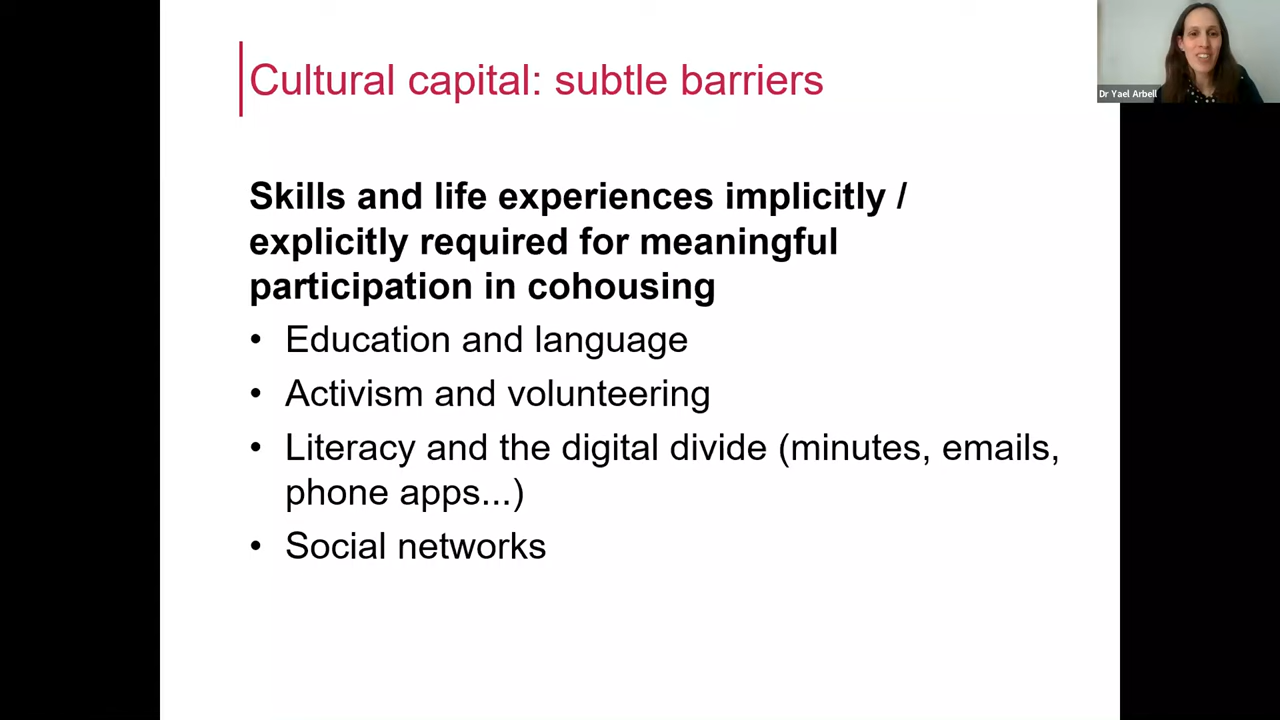 Cultural capital: subtle barriers
Dr Yael Arbell
Skills and life experiences implicitly /
explicitly required for meaningful
participation in cohousing
• Education and language
• Activism and volunteering
• Literacy and the digital divide (minutes, emails,
phone apps...)
• Social networks